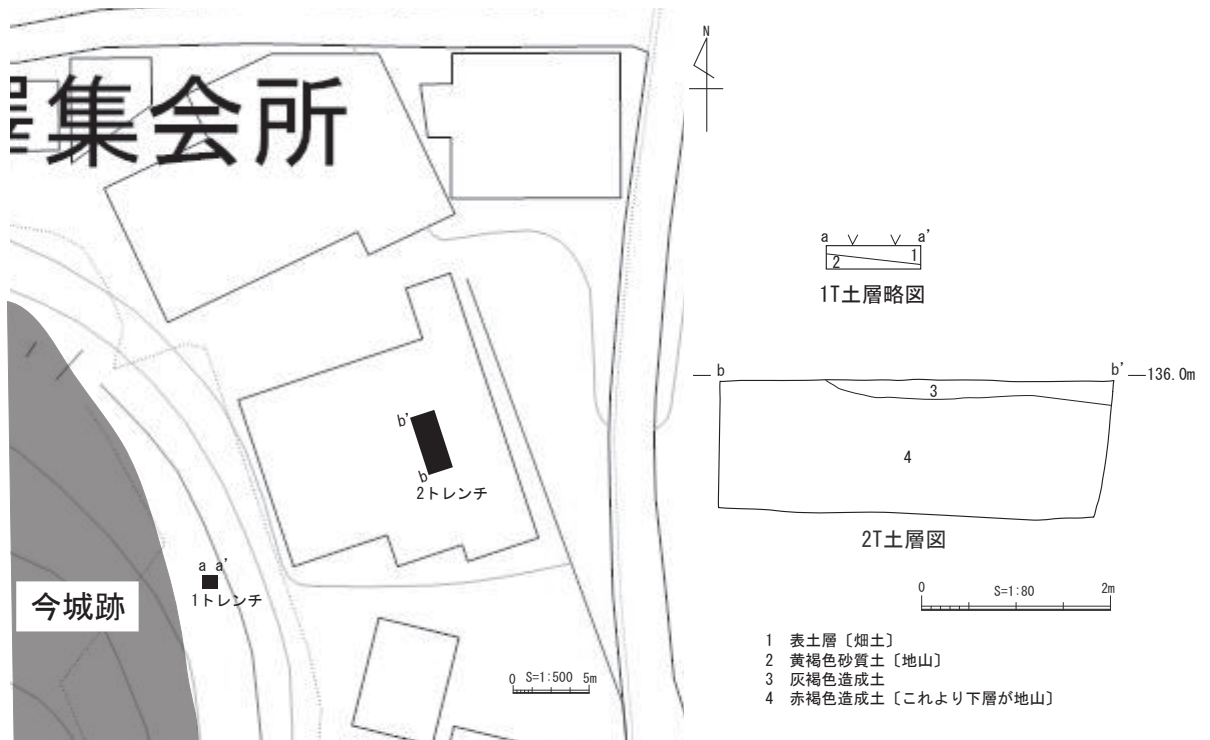 集会所
N
a a'
2 1
1T土層略図
b b' 136.0m
3
4
2T土層図
0 S=1:80 2m
1 表土層〔畑土〕
2 黄褐色砂質土〔地山〕
3 灰褐色造成土
4 赤褐色造成土〔これより下層が地山〕
b'
b
2トレンチ
a a'
1トレンチ
今城跡
0 S=1:500 5m